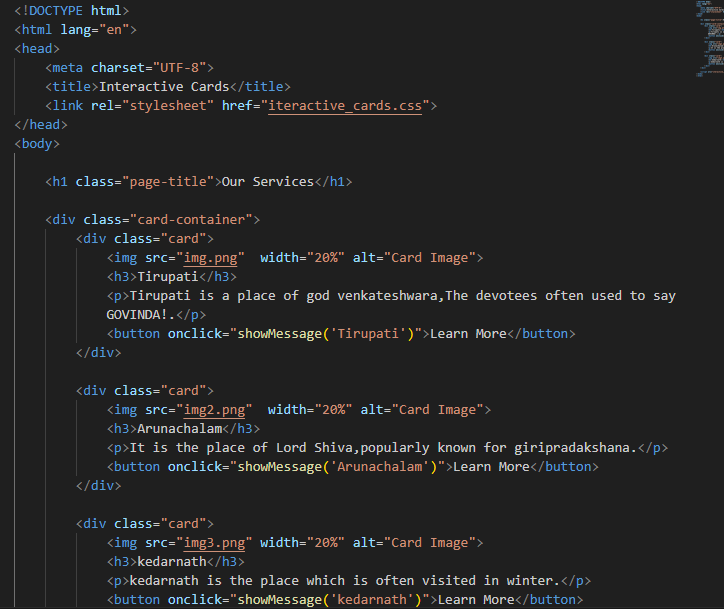 <!DOCTYPE html>
<html lang="en">
<head>
    <meta charset="UTF-8">
    <title>Interactive Cards</title>
    <link rel="stylesheet" href="iteractive_cards.css">
</head>
<body>
    <h1 class="page-title">Our Services</h1>
    <div class="card-container">
        <div class="card">
            <img src="img.png"  width="20%" alt="Card Image">
            <h3>Tirupati</h3>
            <p>Tirupati is a place of god venkateshwara,The devotees often used to say
            GOVINDA!.</p>
            <button onclick="showMessage('Tirupati')">Learn More</button>
        </div>
        <div class="card">
            <img src="img2.png"  width="20%" alt="Card Image">
            <h3>Arunachalam</h3>
            <p>It is the place of Lord Shiva,popularly known for giripradakshana.</p>
            <button onclick="showMessage('Arunachalam')">Learn More</button>
        </div>
        <div class="card">
            <img src="img3.png" width="20%" alt="Card Image">
            <h3>kedarnath</h3>
            <p>kedarnath is the place which is often visited in winter.</p>
            <button onclick="showMessage('kedarnath')">Learn More</button>